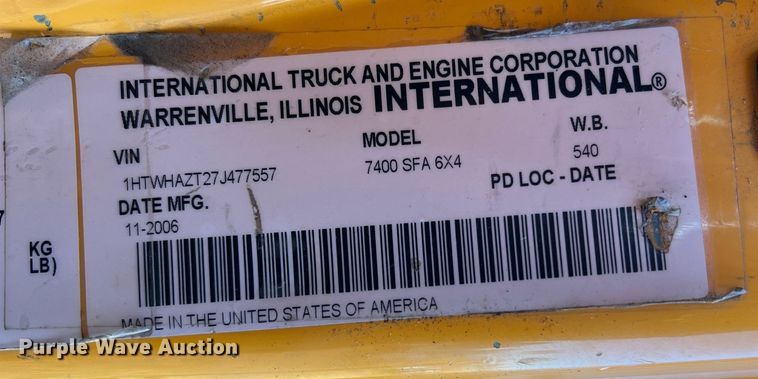 INTERNATIONAL TRUCK AND ENGINE CORPORATION
WARRENVILLE, ILLINOIS INTERNATIONAL®
VIN MODEL W.B.
1HTWHAZT27J477557 7400 SFA 6X4 540
DATE MFG. PD LOC - DATE
11-2006
KG
LB)
MADE IN THE UNITED STATES OF AMERICA
Purple Wave Auction